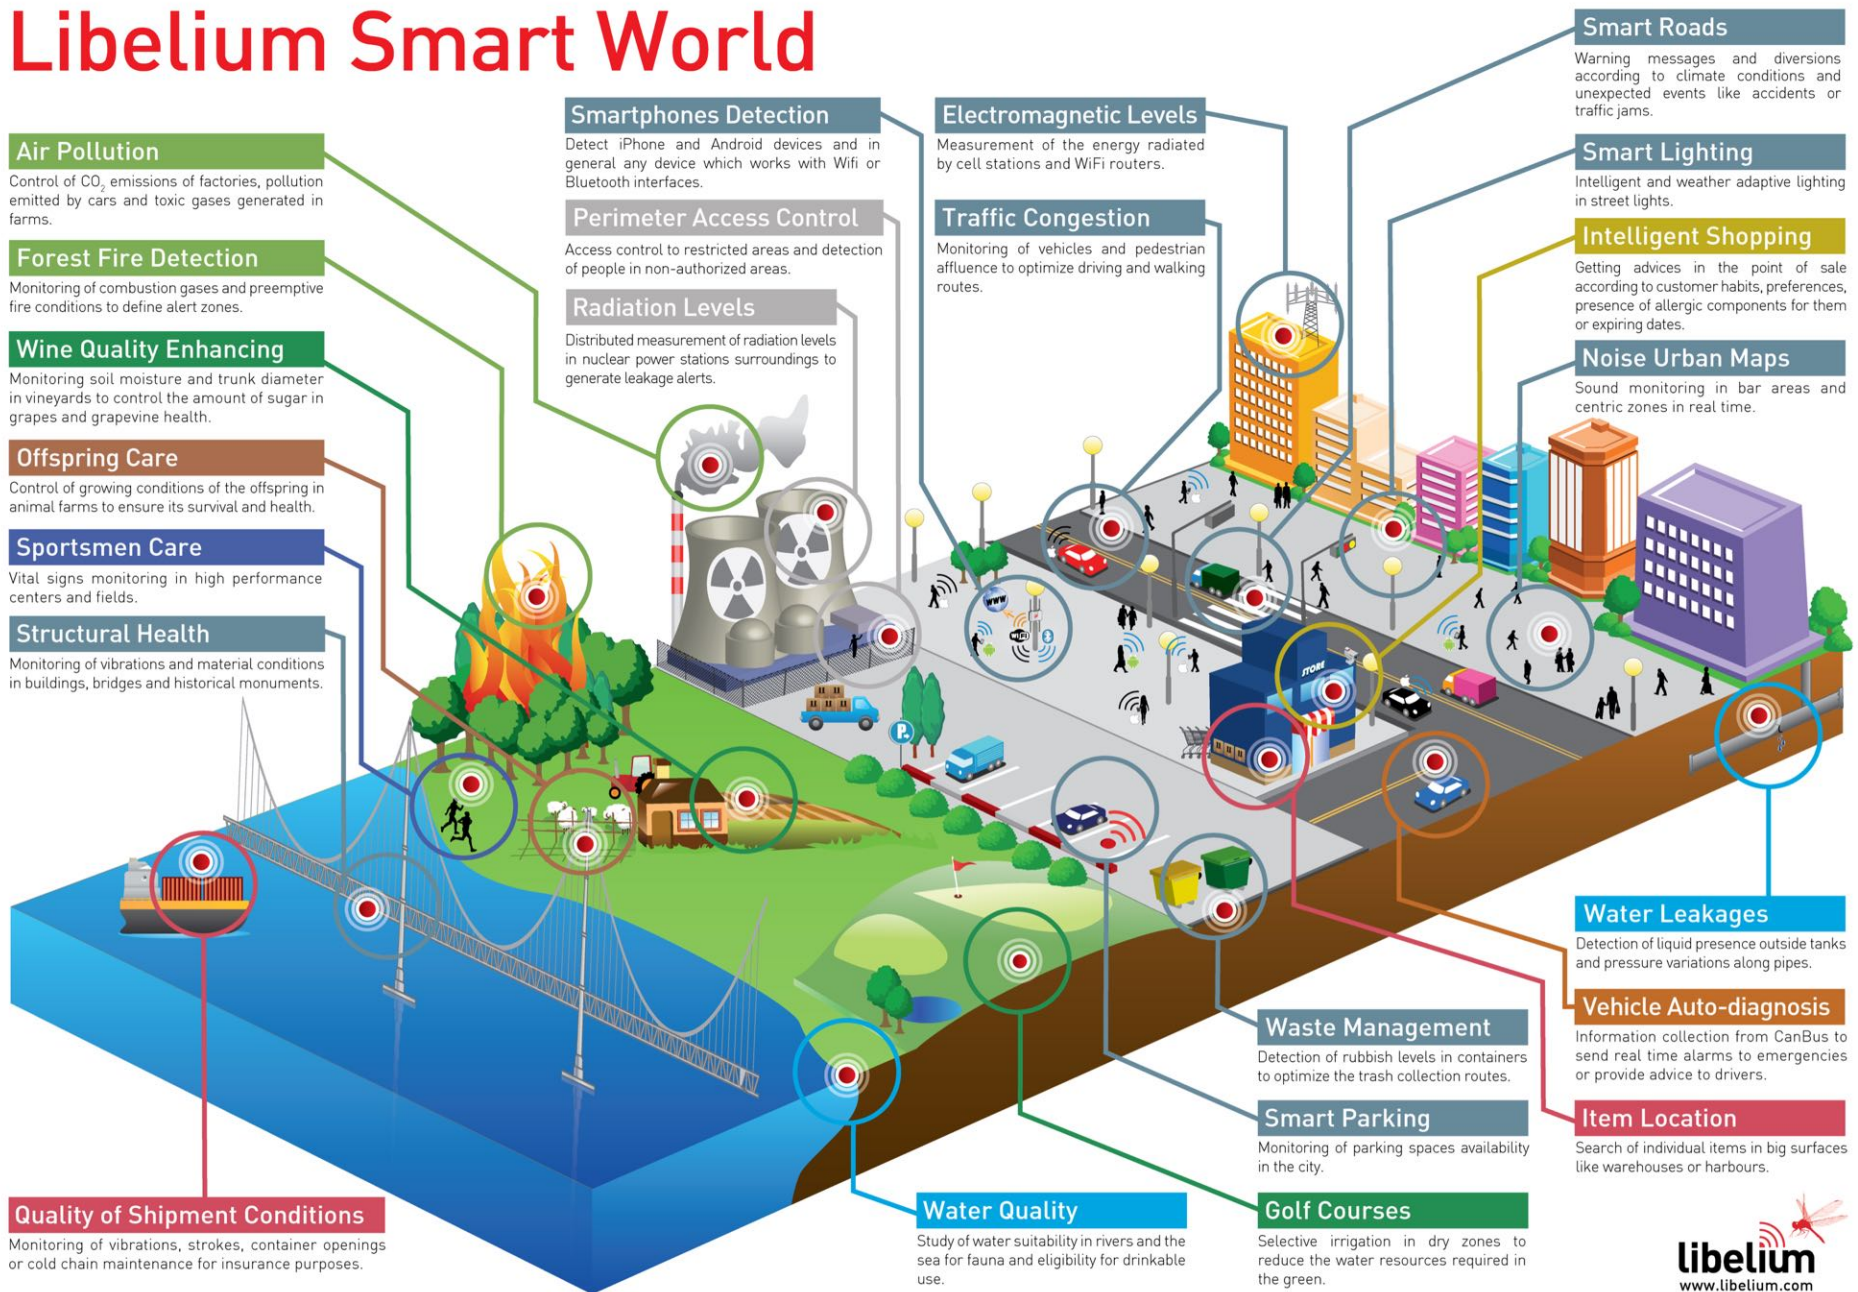 Libelium Smart World
Air Pollution
Control of CO₂ emissions of factories, pollution
emitted by cars and toxic gases generated in
farms.
Forest Fire Detection
Monitoring of combustion gases and preemptive
fire conditions to define alert zones.
Wine Quality Enhancing
Monitoring soil moisture and trunk diameter
in vineyards to control the amount of sugar in
grapes and grapevine health.
Offspring Care
Control of growing conditions of the offspring in
animal farms to ensure its survival and health.
Sportsmen Care
Vital signs monitoring in high performance
centers and fields.
Structural Health
Monitoring of vibrations and material conditions
in buildings, bridges and historical monuments.
Quality of Shipment Conditions
Monitoring of vibrations, strokes, container openings
or cold chain maintenance for insurance purposes.
Smartphones Detection
Detect iPhone and Android devices and in
general any device which works with Wifi or
Bluetooth interfaces.
Perimeter Access Control
Access control to restricted areas and detection
of people in non-authorized areas.
Radiation Levels
Distributed measurement of radiation levels
in nuclear power stations surroundings to
generate leakage alerts.
Electromagnetic Levels
Measurement of the energy radiated
by cell stations and WiFi routers.
Traffic Congestion
Monitoring of vehicles and pedestrian
affluence to optimize driving and walking
routes.
Smart Roads
Warning messages and diversions
according to climate conditions and
unexpected events like accidents or
traffic jams.
Smart Lighting
Intelligent and weather adaptive lighting
in street lights.
Intelligent Shopping
Getting advices in the point of sale
according to customer habits, preferences,
presence of allergic components for them
or expiring dates.
Noise Urban Maps
Sound monitoring in bar areas and
centric zones in real time.
www
WiFi
STORE
P
Water Leakages
Detection of liquid presence outside tanks
and pressure variations along pipes.
Vehicle Auto-diagnosis
Information collection from CanBus to
send real time alarms to emergencies
or provide advice to drivers.
Item Location
Search of individual items in big surfaces
like warehouses or harbours.
Waste Management
Detection of rubbish levels in containers
to optimize the trash collection routes.
Smart Parking
Monitoring of parking spaces availability
in the city.
Golf Courses
Selective irrigation in dry zones to
reduce the water resources required in
the green.
Water Quality
Study of water suitability in rivers and the
sea for fauna and eligibility for drinkable
use.
libelium
www.libelium.com